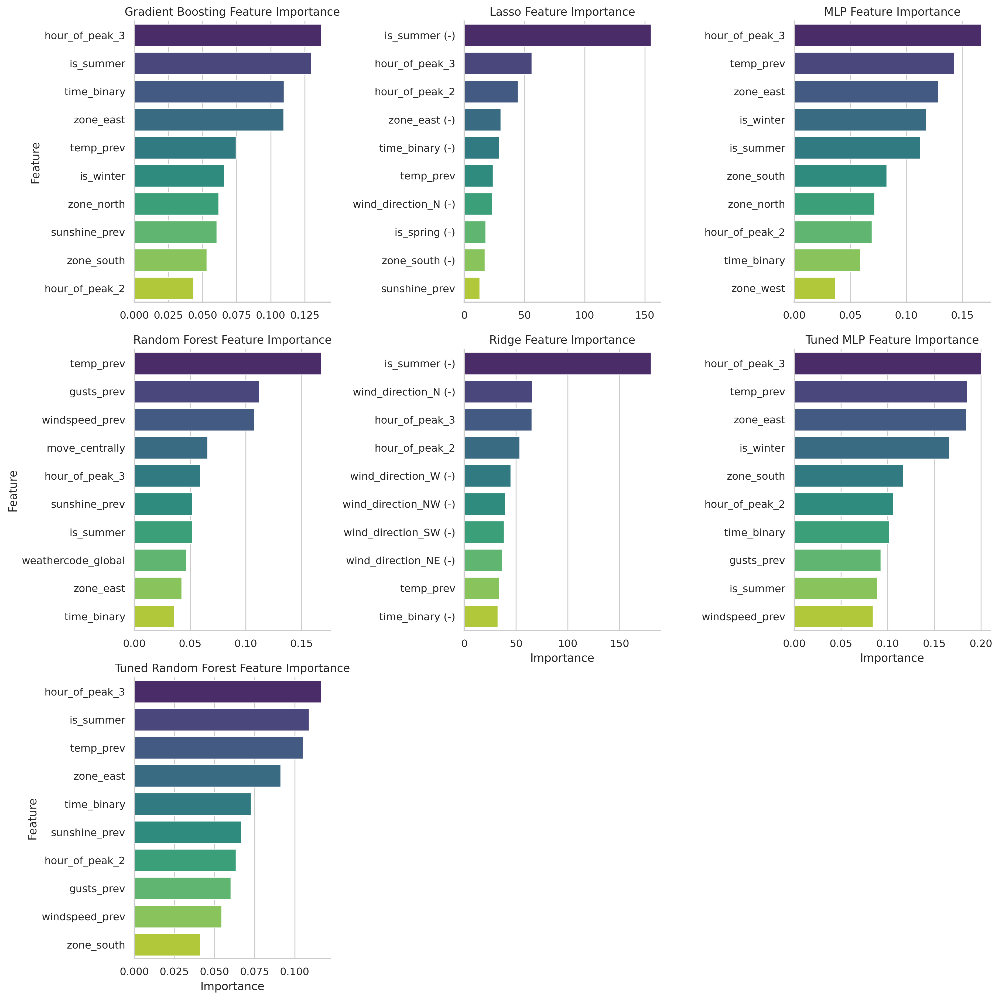 Gradient Boosting Feature Importance
Feature
hour_of_peak_3
is_summer
time_binary
zone_east
temp_prev
is_winter
zone_north
sunshine_prev
zone_south
hour_of_peak_2
0.000 0.025 0.050 0.075 0.100 0.125
Lasso Feature Importance
is_summer (-)
hour_of_peak_3
hour_of_peak_2
zone_east (-)
time_binary (-)
temp_prev
wind_direction_N (-)
is_spring (-)
zone_south (-)
sunshine_prev
0 50 100 150
MLP Feature Importance
hour_of_peak_3
temp_prev
zone_east
is_winter
is_summer
zone_south
zone_north
hour_of_peak_2
time_binary
zone_west
0.00 0.05 0.10 0.15
Random Forest Feature Importance
Feature
temp_prev
gusts_prev
windspeed_prev
move_centrally
hour_of_peak_3
sunshine_prev
is_summer
weathercode_global
zone_east
time_binary
0.00 0.05 0.10 0.15
Ridge Feature Importance
is_summer (-)
wind_direction_N (-)
hour_of_peak_3
hour_of_peak_2
wind_direction_W (-)
wind_direction_NW (-)
wind_direction_SW (-)
wind_direction_NE (-)
temp_prev
time_binary (-)
0 50 100 150
Importance
Tuned MLP Feature Importance
hour_of_peak_3
temp_prev
zone_east
is_winter
zone_south
hour_of_peak_2
time_binary
gusts_prev
is_summer
windspeed_prev
0.00 0.05 0.10 0.15 0.20
Importance
Tuned Random Forest Feature Importance
Feature
hour_of_peak_3
is_summer
temp_prev
zone_east
time_binary
sunshine_prev
hour_of_peak_2
gusts_prev
windspeed_prev
zone_south
0.000 0.025 0.050 0.075 0.100
Importance